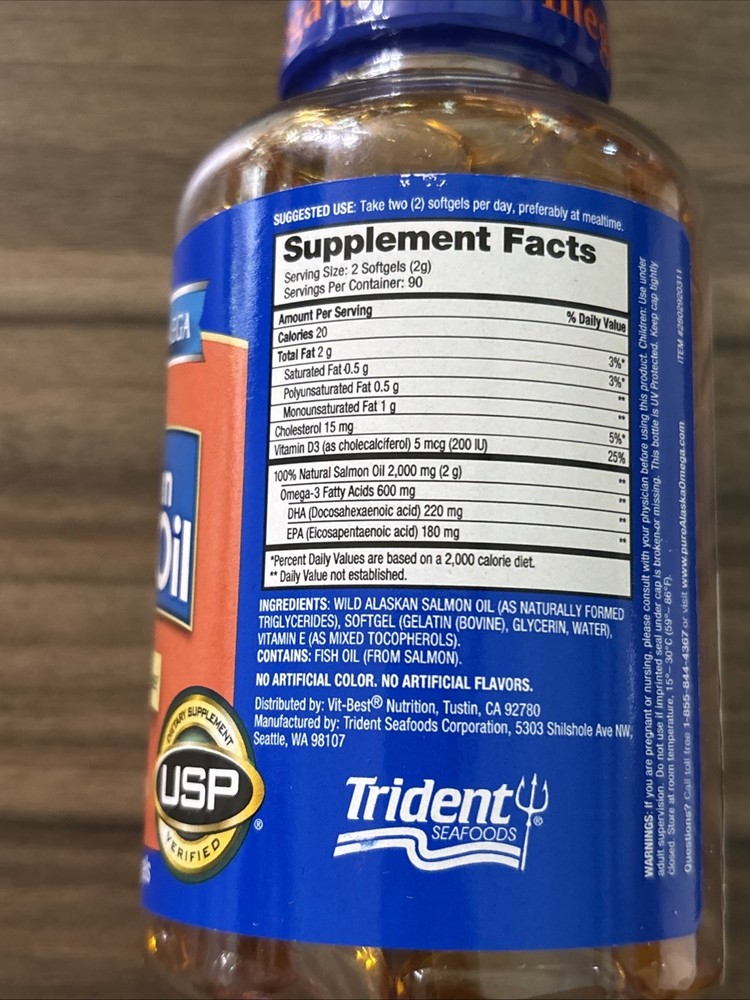 SUGGESTED USE: Take two (2) softgels per day, preferably at mealtime.
Supplement Facts
Serving Size: 2 Softgels (2g)
Servings Per Container: 90
Amount Per Serving % Daily Value
Calories 20
Total Fat 2 g 3%*
Saturated Fat 0.5 g 3%*
Polyunsaturated Fat 0.5 g **
Monounsaturated Fat 1 g **
Cholesterol 15 mg 5%*
Vitamin D3 (as cholecalciferol) 5 mcg (200 IU) 25%
100% Natural Salmon Oil 2,000 mg (2 g) **
Omega-3 Fatty Acids 600 mg **
DHA (Docosahexaenoic acid) 220 mg **
EPA (Eicosapentaenoic acid) 180 mg **
*Percent Daily Values are based on a 2,000 calorie diet.
** Daily Value not established.
INGREDIENTS: WILD ALASKAN SALMON OIL (AS NATURALLY FORMED
TRIGLYCERIDES), SOFTGEL (GELATIN (BOVINE), GLYCERIN, WATER),
VITAMIN E (AS MIXED TOCOPHEROLS).
CONTAINS: FISH OIL (FROM SALMON).
NO ARTIFICIAL COLOR. NO ARTIFICIAL FLAVORS.
Distributed by: Vit-Best® Nutrition, Tustin, CA 92780
Manufactured by: Trident Seafoods Corporation, 5303 Shilshole Ave NW,
Seattle, WA 98107
Trident®
SEAFOODS
DIETARY SUPPLEMENT
USP
VERIFIED
®
Oil
WARNINGS: If you are pregnant or nursing, please consult with your physician before using this product. Children: Use under
adult supervision. Do not use if Imprinted seal under cap is broken or missing. This bottle is UV Protected. Keep cap tightly
closed. Store at room temperature, 15°– 30°C (59°– 86°F).
Questions? Call toll free 1-855-844-4367 or visit www.pureAlaskaOmega.com ITEM #2602920311